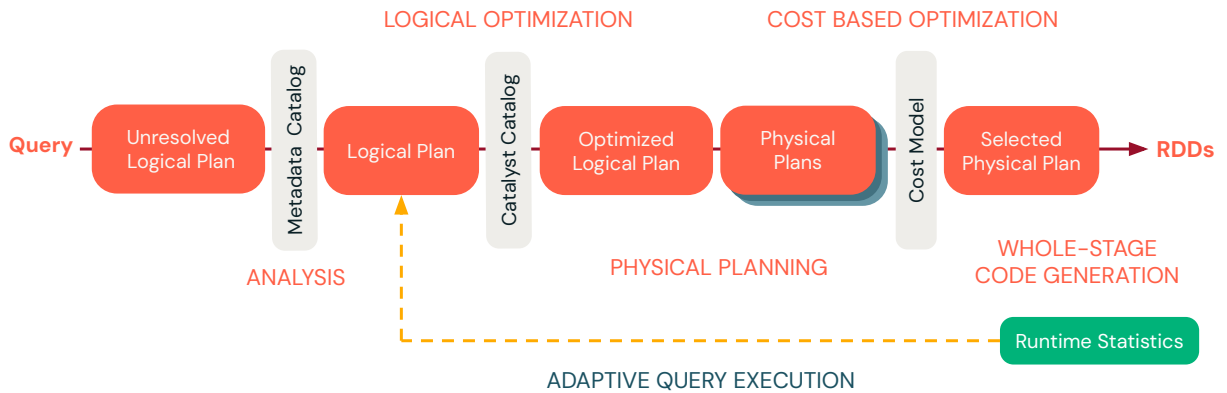 LOGICAL OPTIMIZATION
COST BASED OPTIMIZATION
Query
Unresolved
Logical Plan
Metadata Catalog
Logical Plan
Catalyst Catalog
Optimized
Logical Plan
Physical
Plans
Cost Model
Selected
Physical Plan
RDDs
ANALYSIS
PHYSICAL PLANNING
WHOLE-STAGE
CODE GENERATION
Runtime Statistics
ADAPTIVE QUERY EXECUTION